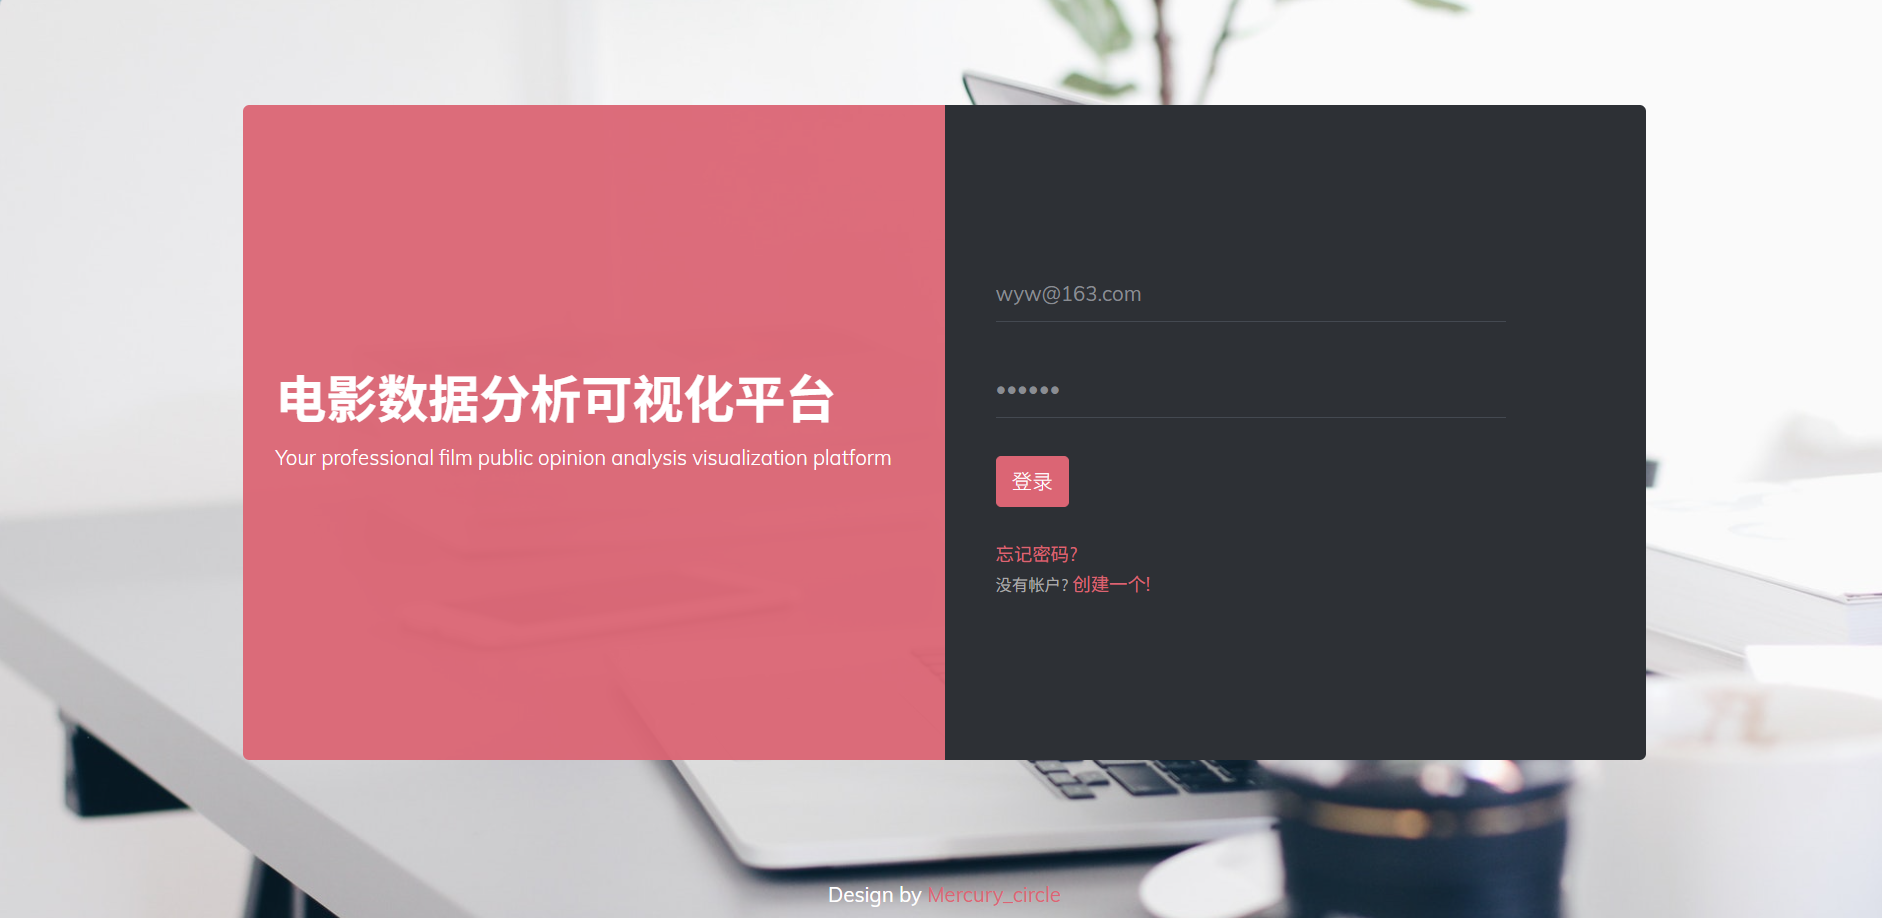 电影数据分析可视化平台
Your professional film public opinion analysis visualization platform
wyw@163.com
••••••
登录
忘记密码?
没有帐户? 创建一个!
Design by Mercury_circle